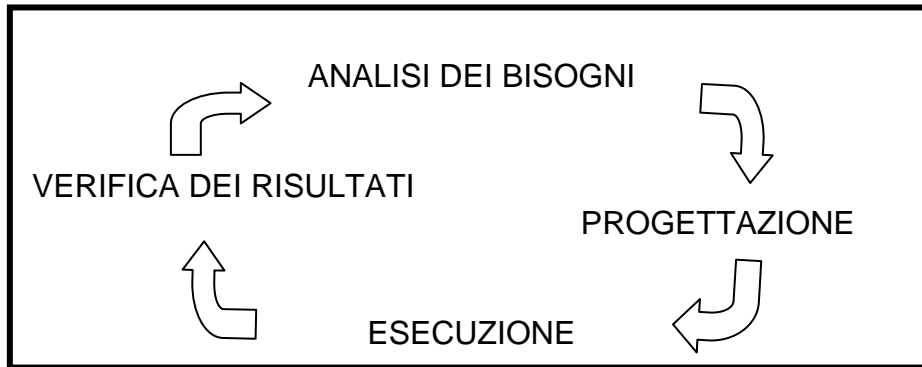 ANALISI DEI BISOGNI
VERIFICA DEI RISULTATI
PROGETTAZIONE
ESECUZIONE